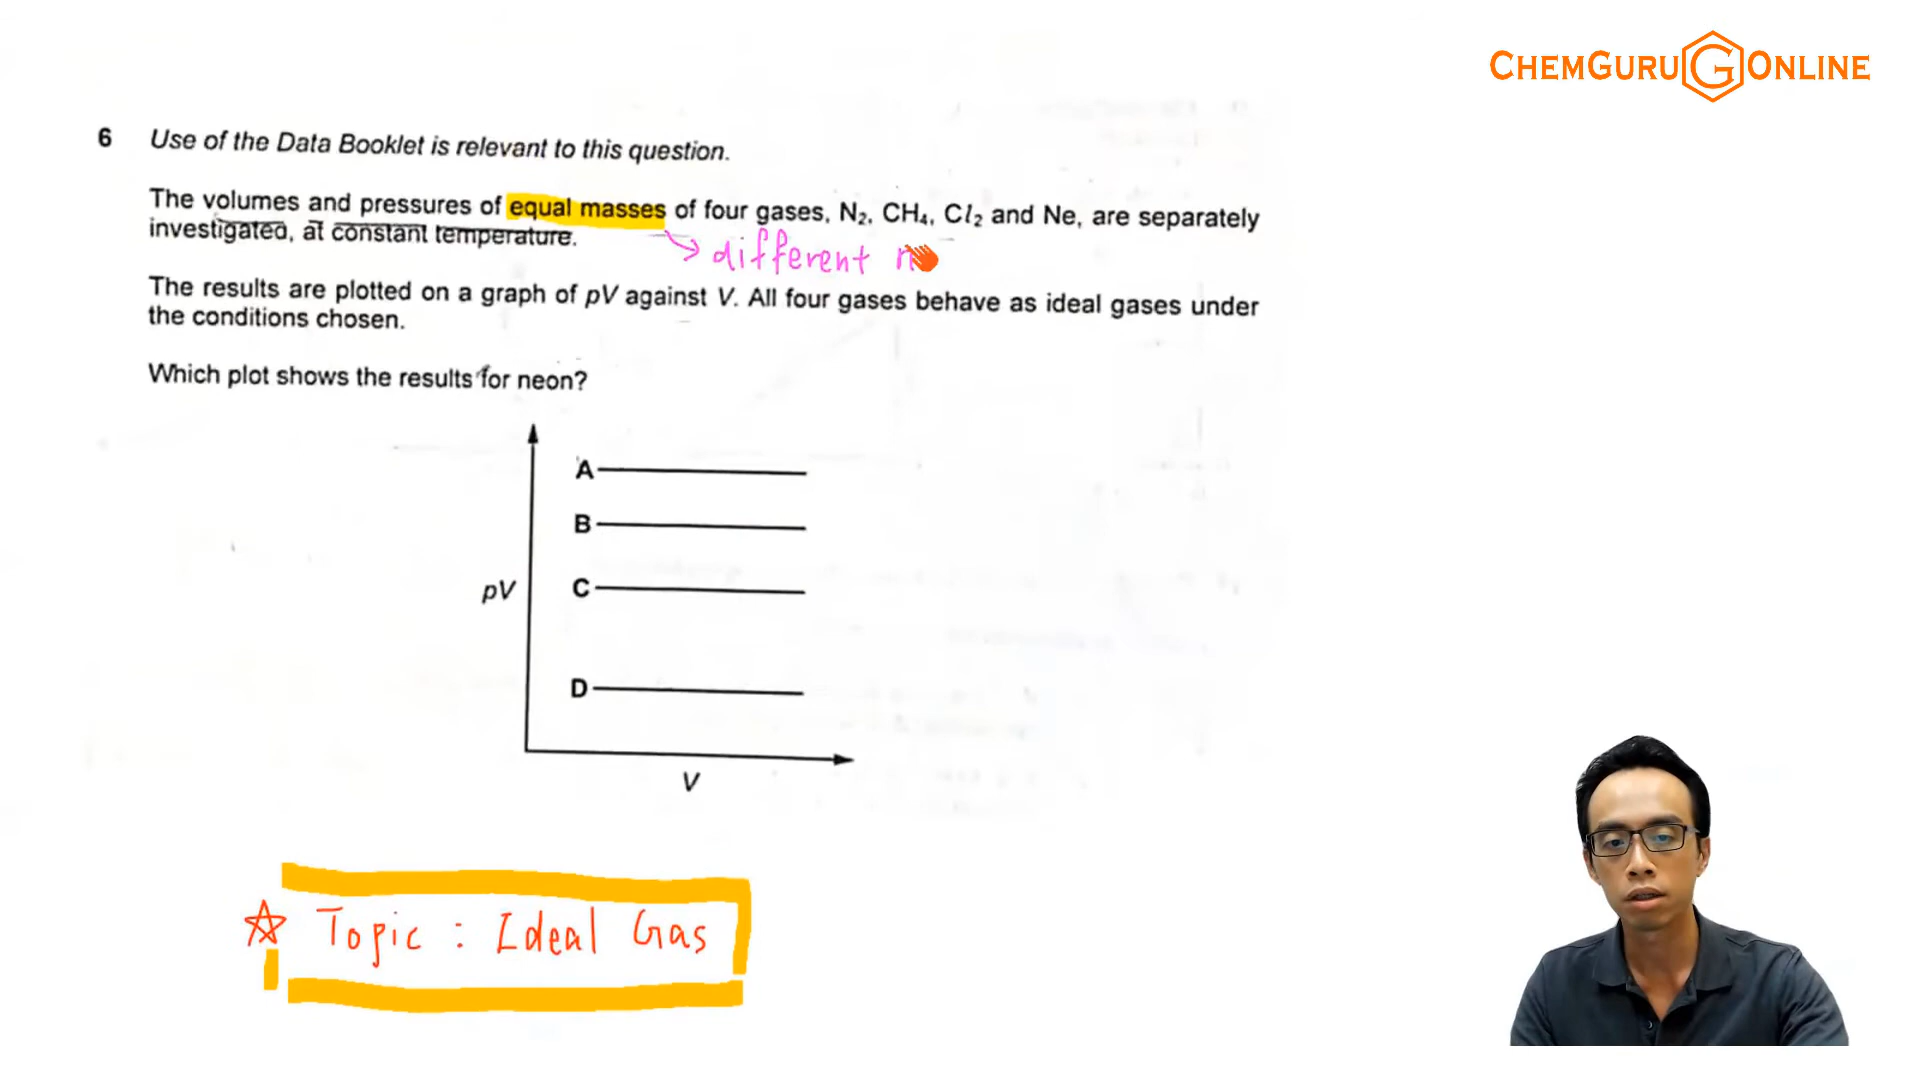 CHEMGURU G ONLINE
6 Use of the Data Booklet is relevant to this question.
The volumes and pressures of equal masses of four gases, N₂, CH₄, Cl₂ and Ne, are separately
investigated, at constant temperature.
different n
The results are plotted on a graph of pV against V. All four gases behave as ideal gases under
the conditions chosen.
Which plot shows the results for neon?
A
B
C
pV
D
V
Topic : Ideal Gas